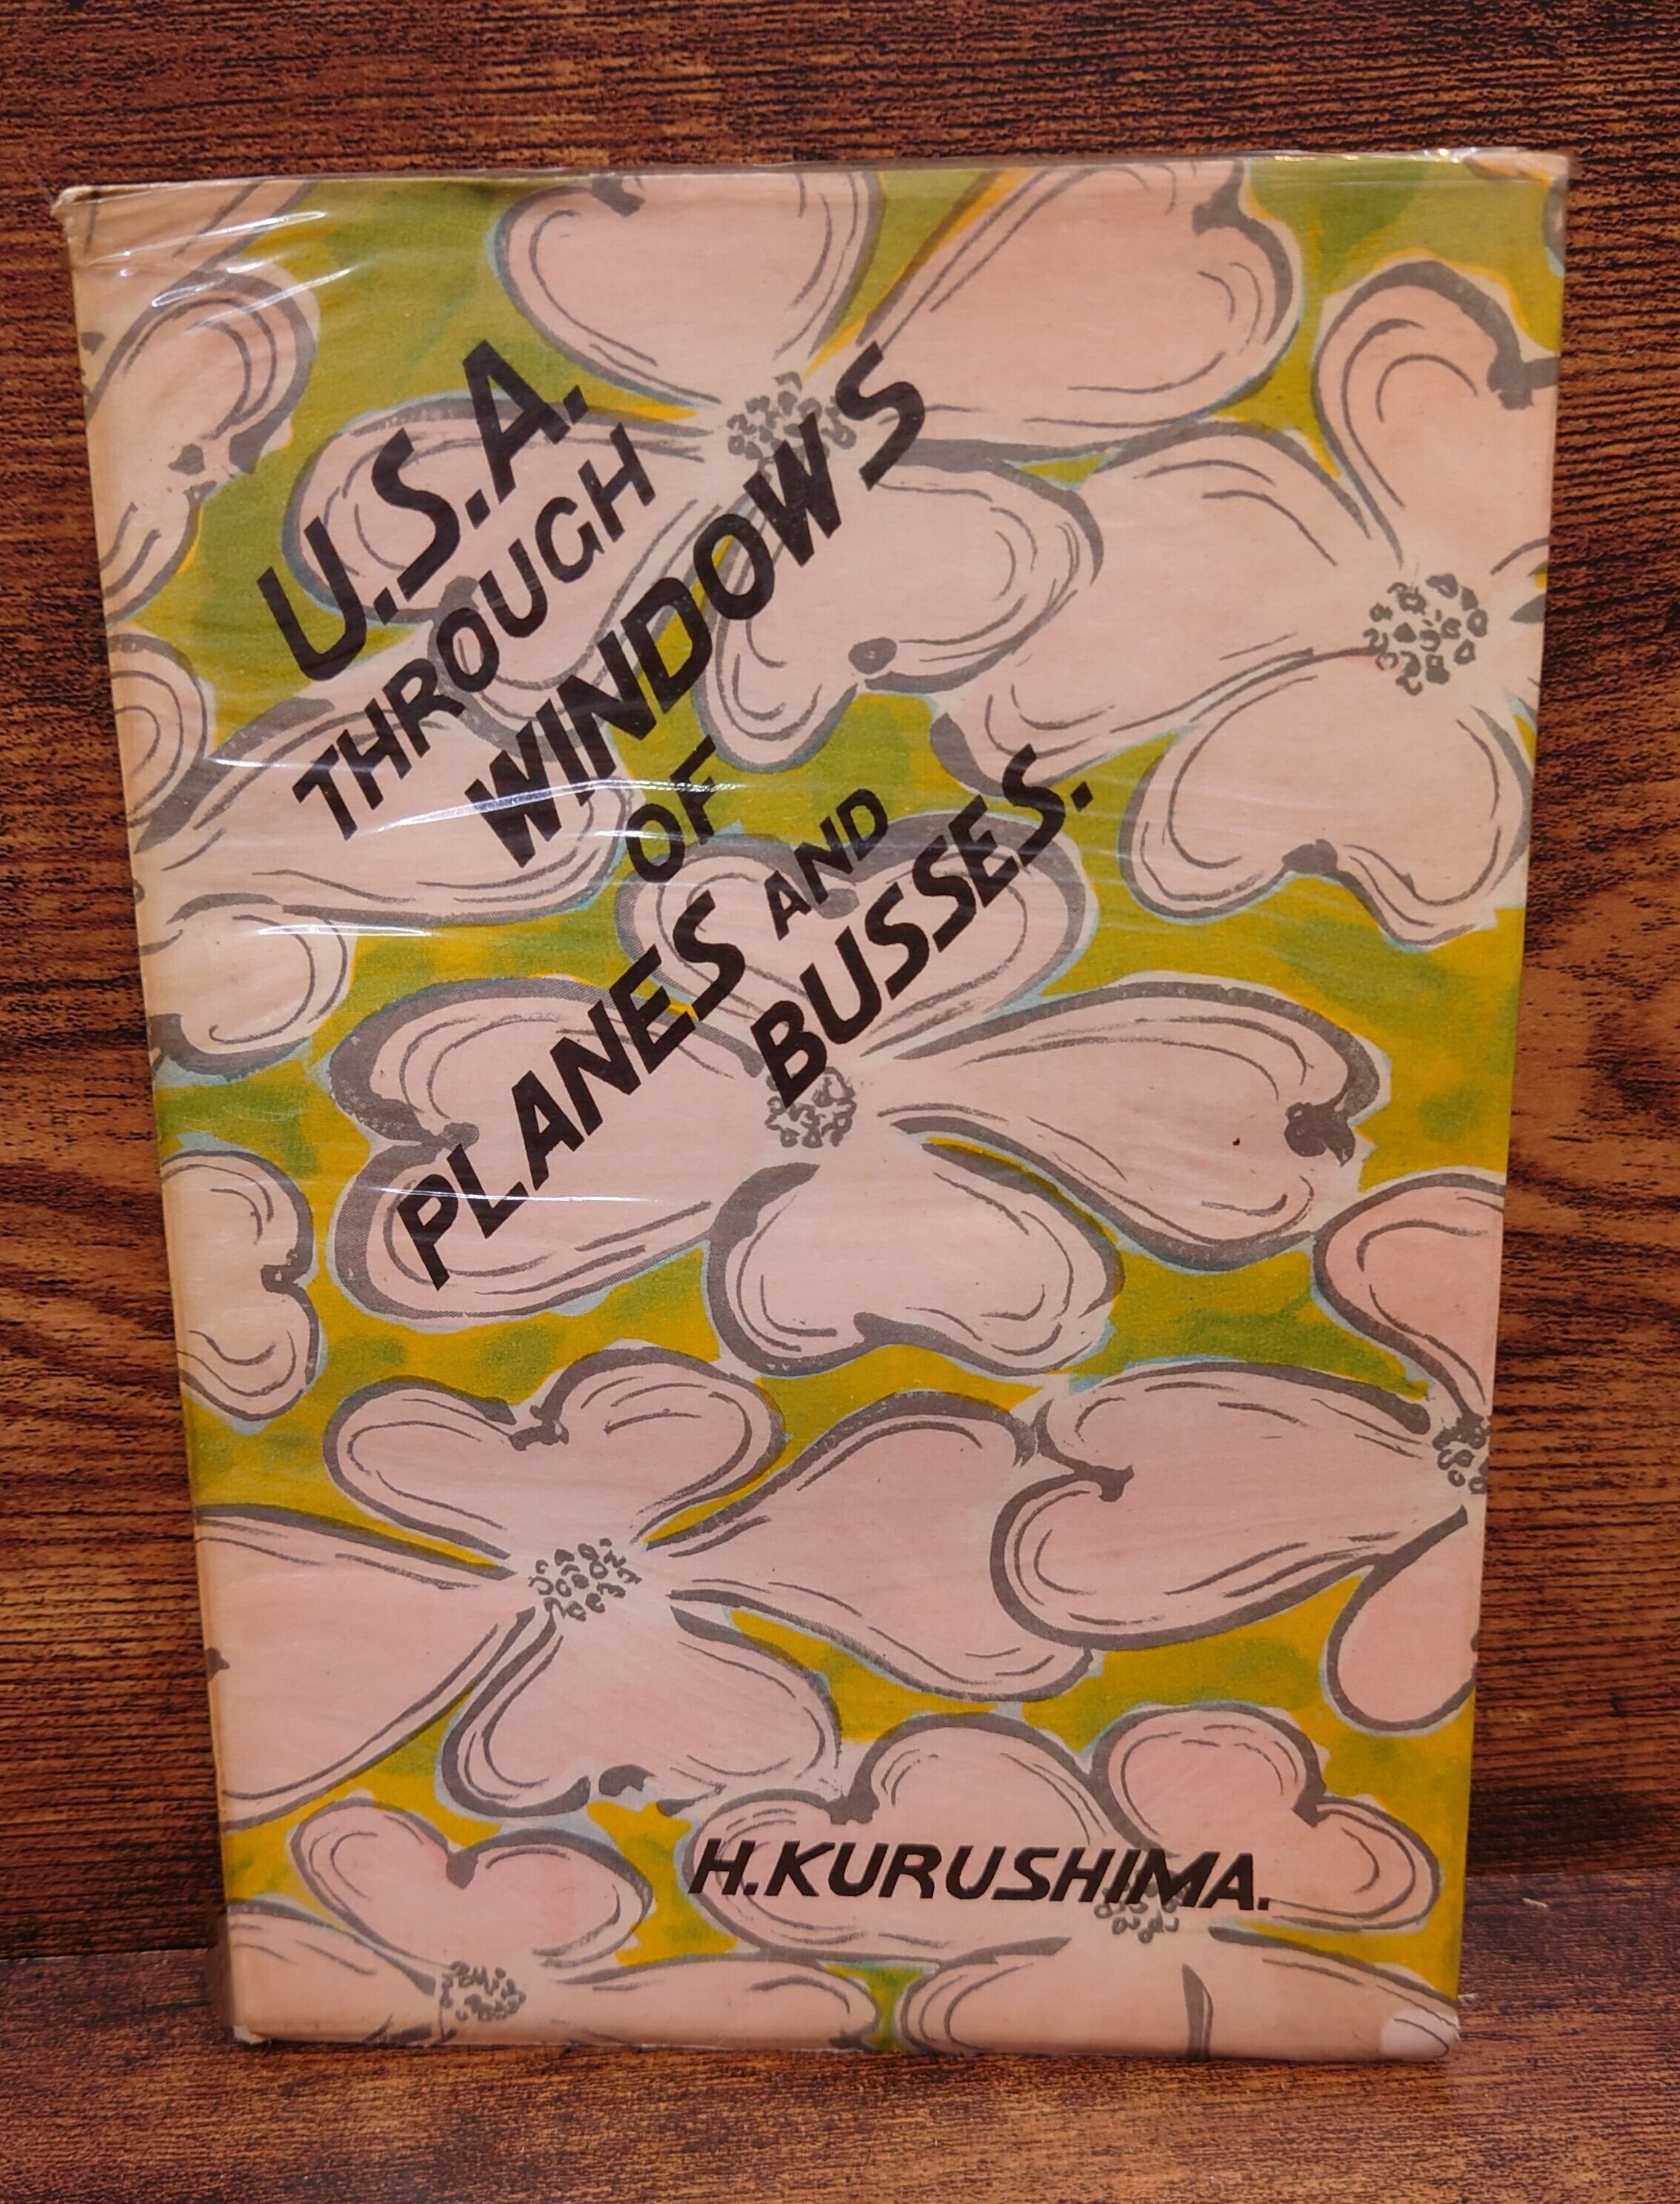 U.S.A.
THROUGH
WINDOWS
OF
PLANES AND
BUSSES.
H.KURUSHIMA.